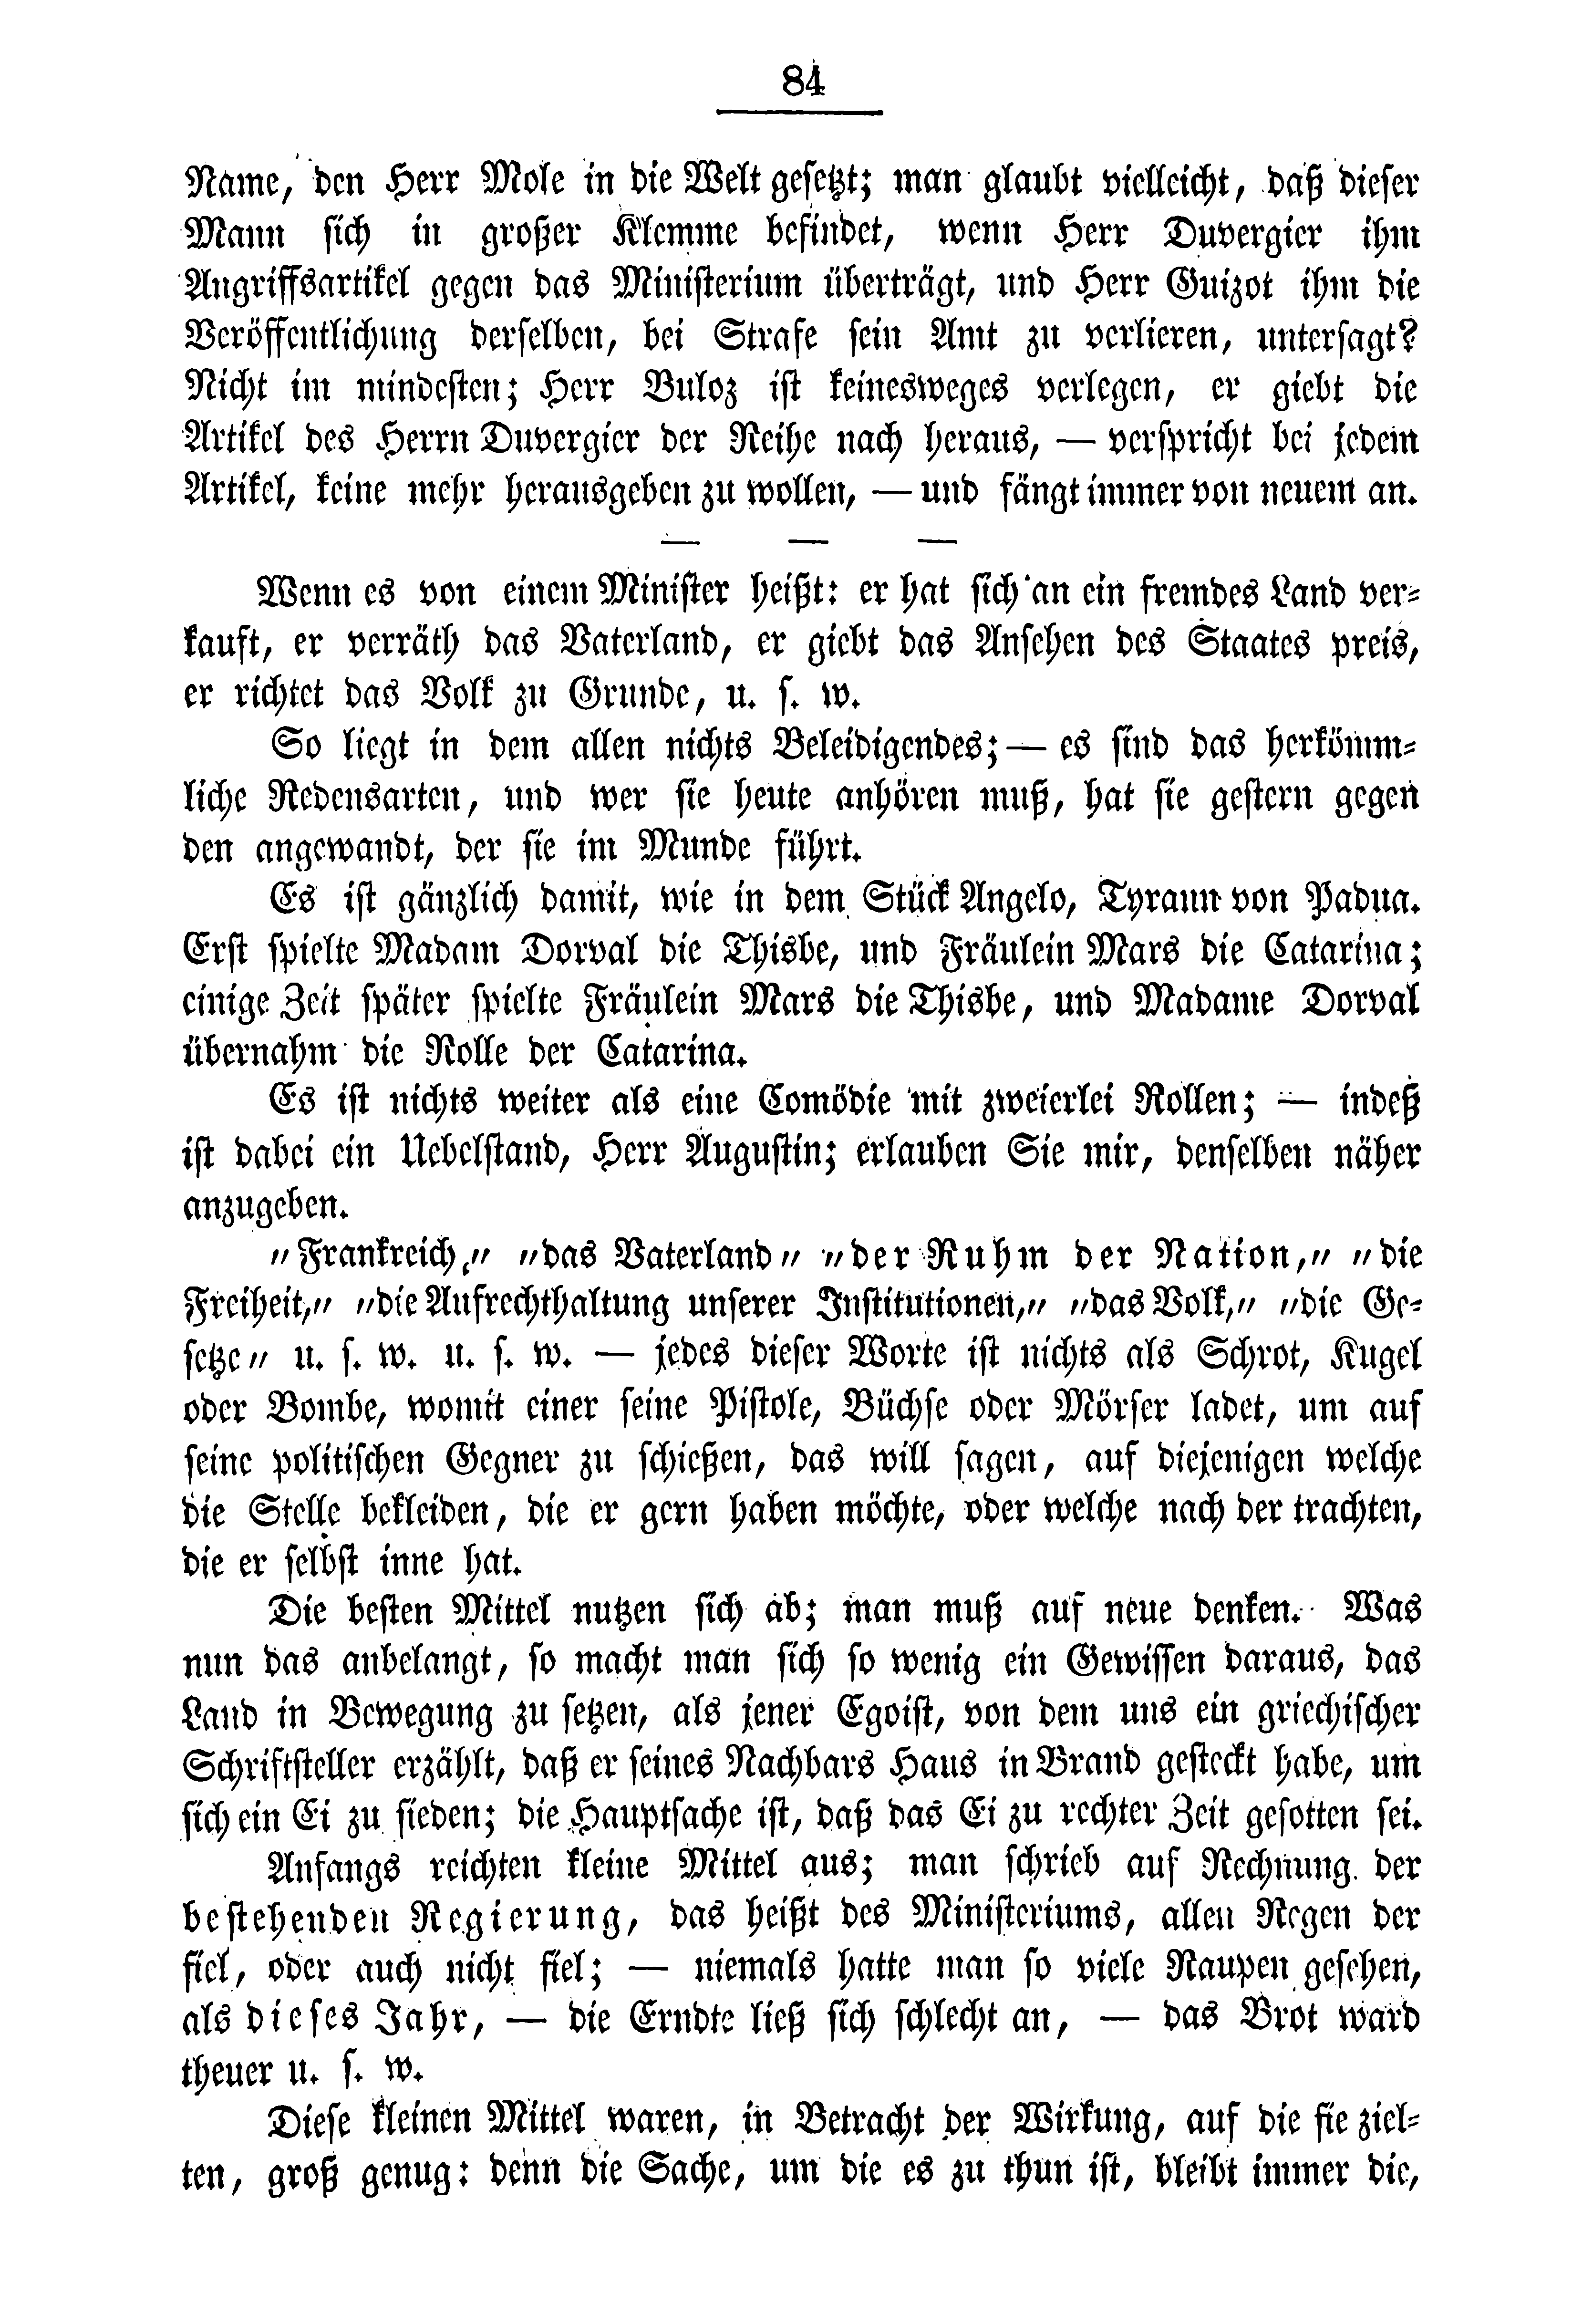 84
Name, den Herr Mole in die Welt gesetzt; man glaubt vielleicht, daß dieser
Mann sich in großer Klemme befindet, wenn Herr Duvergier ihm
Angriffsartikel gegen das Ministerium überträgt, und Herr Guizot ihm die
Veröffentlichung derselben, bei Strafe sein Amt zu verlieren, untersagt?
Nicht im mindesten; Herr Buloz ist keinesweges verlegen, er giebt die
Artikel des Herrn Duvergier der Reihe nach heraus, — verspricht bei jedem
Artikel, keine mehr herausgeben zu wollen, — und fängt immer von neuem an.
— — —
Wenn es von einem Minister heißt: er hat sich an ein fremdes Land ver-
kauft, er verräth das Vaterland, er giebt das Ansehen des Staates preis,
er richtet das Volk zu Grunde, u. s. w.
So liegt in dem allen nichts Beleidigendes; — es sind das herkömm-
liche Redensarten, und wer sie heute anhören muß, hat sie gestern gegen
den angewandt, der sie im Munde führt.
Es ist gänzlich damit, wie in dem Stück Angelo, Tyrann von Padua.
Erst spielte Madam Dorval die Thisbe, und Fräulein Mars die Catarina;
einige Zeit später spielte Fräulein Mars die Thisbe, und Madame Dorval
übernahm die Rolle der Catarina.
Es ist nichts weiter als eine Comödie mit zweierlei Rollen; — indeß
ist dabei ein Uebelstand, Herr Augustin; erlauben Sie mir, denselben näher
anzugeben.
„Frankreich,“ „das Vaterland“ „der Ruhm der Nation,“ „die
Freiheit,“ „die Aufrechthaltung unserer Institutionen,“ „das Volk,“ „die Ge-
setze“ u. s. w. u. s. w. — jedes dieser Worte ist nichts als Schrot, Kugel
oder Bombe, womit einer seine Pistole, Büchse oder Mörser ladet, um auf
seine politischen Gegner zu schießen, das will sagen, auf diejenigen welche
die Stelle bekleiden, die er gern haben möchte, oder welche nach der trachten,
die er selbst inne hat.
Die besten Mittel nutzen sich ab; man muß auf neue denken. Was
nun das anbelangt, so macht man sich so wenig ein Gewissen daraus, das
Land in Bewegung zu setzen, als jener Egoist, von dem uns ein griechischer
Schriftsteller erzählt, daß er seines Nachbars Haus in Brand gesteckt habe, um
sich ein Ei zu sieden; die Hauptsache ist, daß das Ei zu rechter Zeit gesotten sei.
Anfangs reichten kleine Mittel aus; man schrieb auf Rechnung der
bestehenden Regierung, das heißt des Ministeriums, allen Regen der
fiel, oder auch nicht fiel; — niemals hatte man so viele Raupen gesehen,
als dieses Jahr, — die Erndte ließ sich schlecht an, — das Brot ward
theuer u. s. w.
Diese kleinen Mittel waren, in Betracht der Wirkung, auf die sie ziel-
ten, groß genug: denn die Sache, um die es zu thun ist, bleibt immer die,